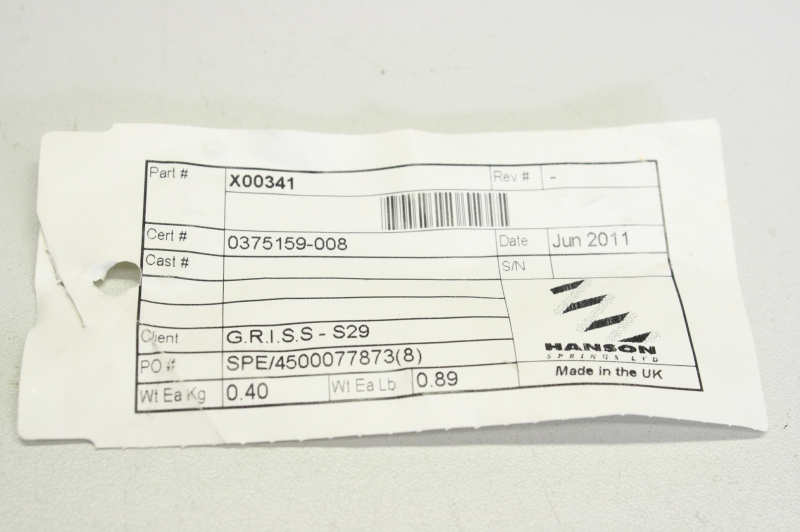 Part # X00341 Rev # -
Cert # 0375159-008 Date Jun 2011
Cast # S/N
Client G.R.I.S.S - S29
HANSON
SPRINGS LTD
PO # SPE/4500077873(8)
Made in the UK
Wt Ea Kg 0.40 Wt Ea Lb 0.89